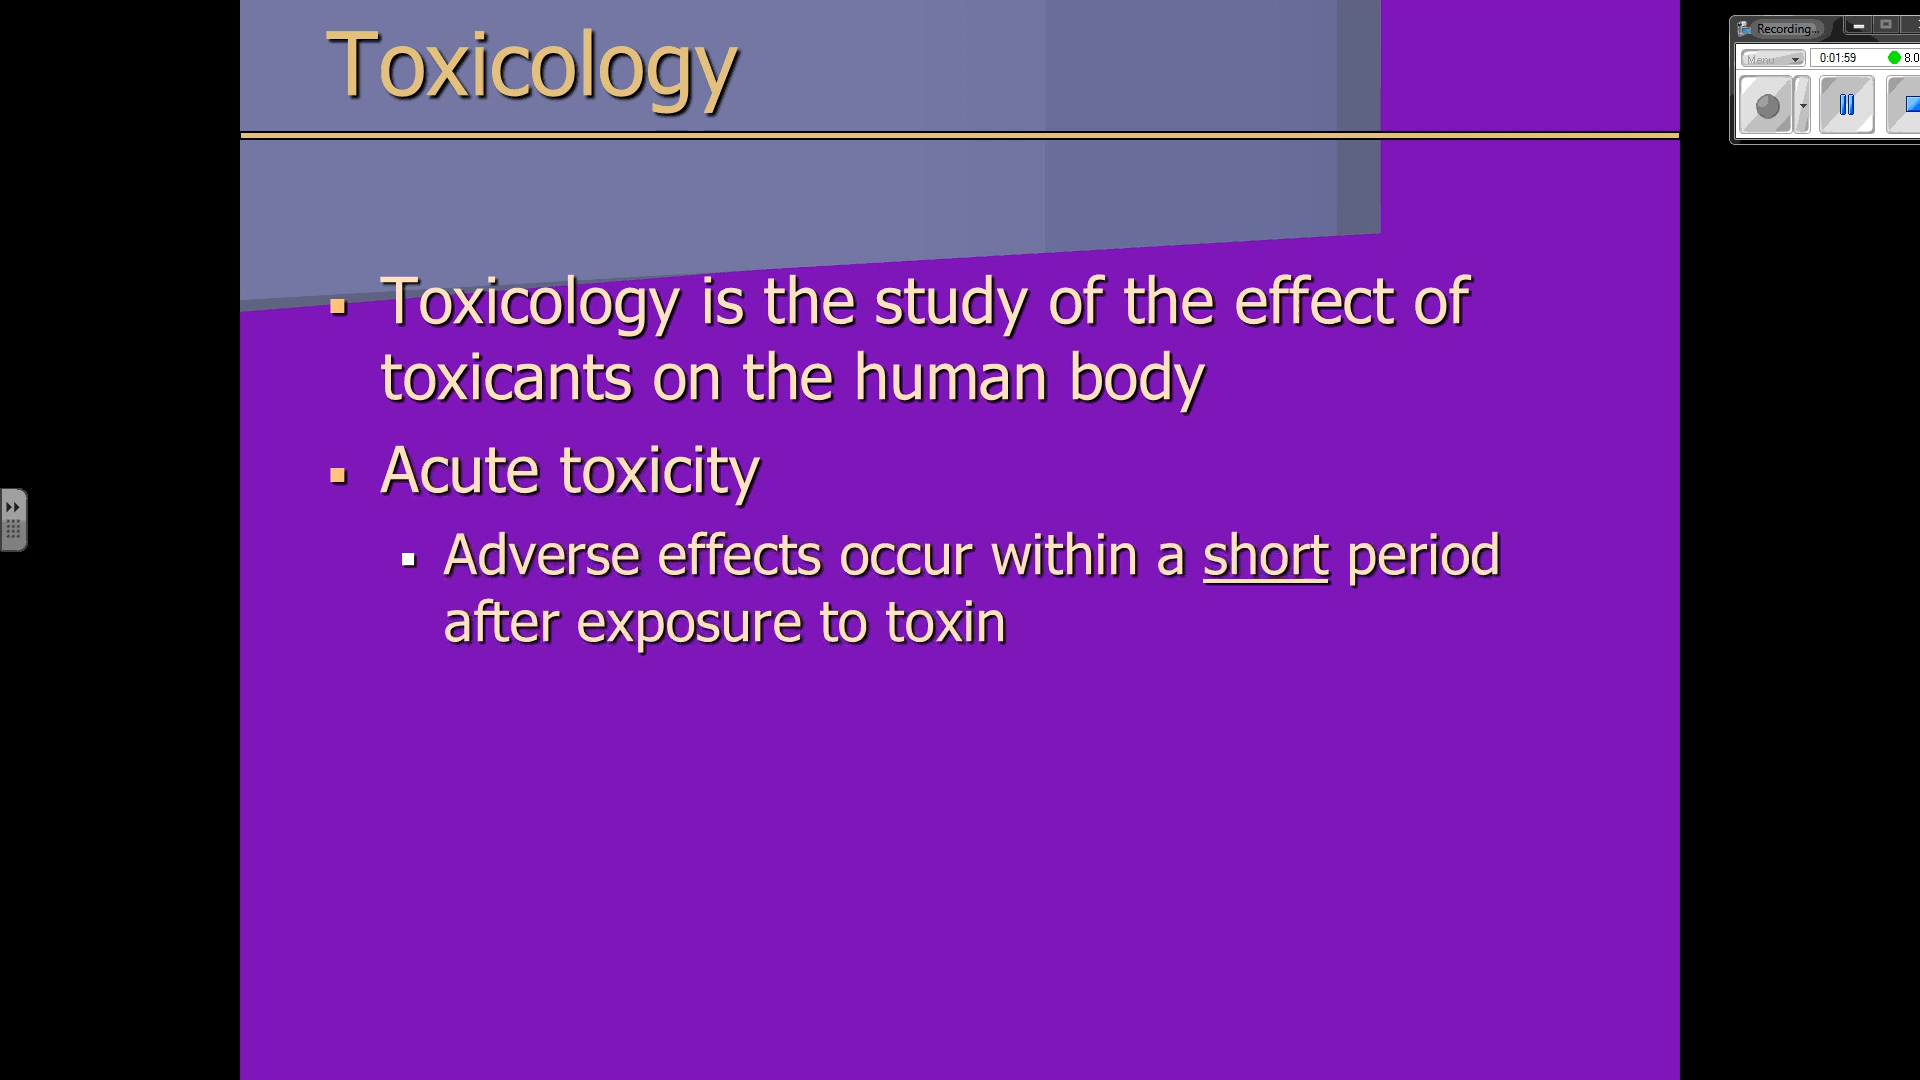 Toxicology
Recording...
Menu
0:01:59
8.0
Toxicology is the study of the effect of
toxicants on the human body
Acute toxicity
Adverse effects occur within a short period
after exposure to toxin